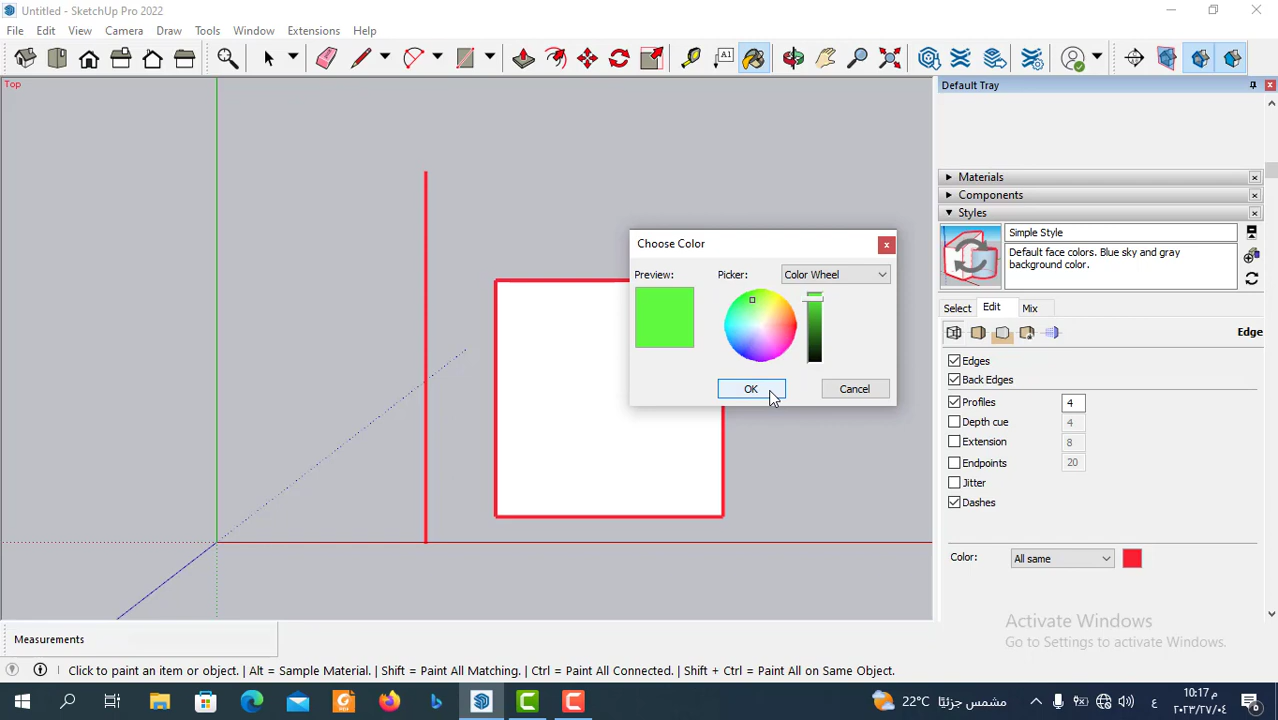 Untitled - SketchUp Pro 2022
File Edit View Camera Draw Tools Window Extensions Help
Top
Default Tray
Materials
Components
Styles
Simple Style
Default face colors. Blue sky and gray background color.
Select Edit Mix
Edge
Edges
Back Edges
Profiles 4
Depth cue 4
Extension 8
Endpoints 20
Jitter
Dashes
Color: All same
Choose Color
Preview: Picker: Color Wheel
OK Cancel
Activate Windows
Go to Settings to activate Windows.
Measurements
Click to paint an item or object. | Alt = Sample Material. | Shift = Paint All Matching. | Ctrl = Paint All Connected. | Shift + Ctrl = Paint All on Same Object.
22°C مشمس جزئيًا
ع
م 10:17
٢٠٢٣/٢٧/٠٤